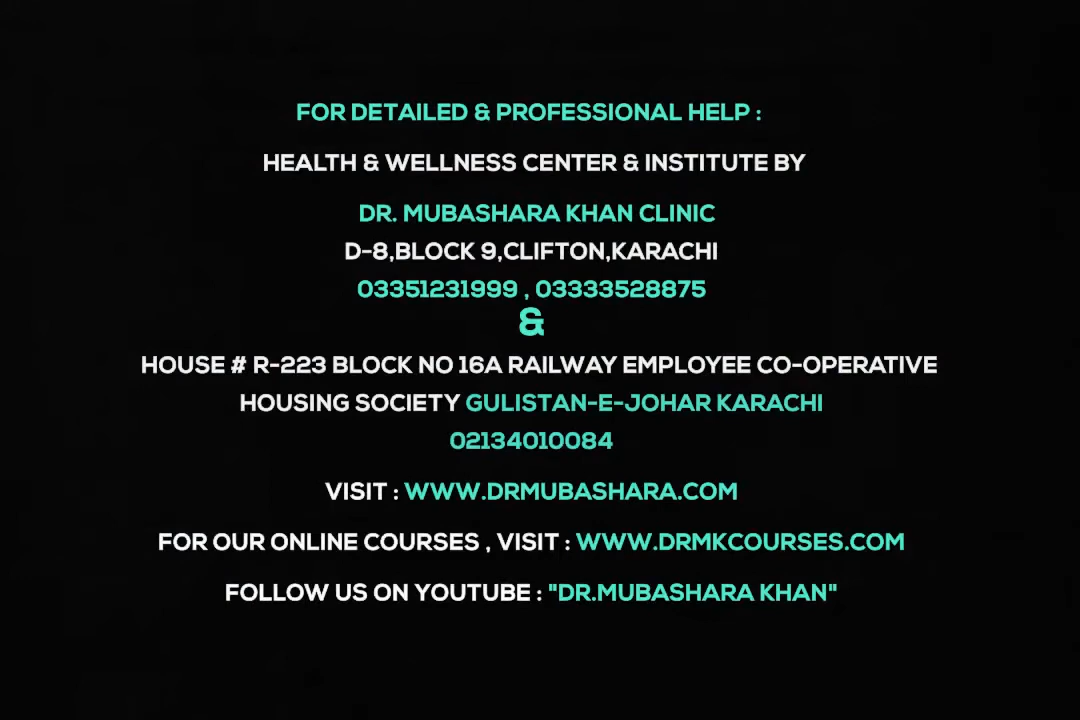 FOR DETAILED & PROFESSIONAL HELP :
HEALTH & WELLNESS CENTER & INSTITUTE BY
DR. MUBASHARA KHAN CLINIC
D-8,BLOCK 9,CLIFTON,KARACHI
03351231999 , 03333528875
&
HOUSE # R-223 BLOCK NO 16A RAILWAY EMPLOYEE CO-OPERATIVE
HOUSING SOCIETY GULISTAN-E-JOHAR KARACHI
02134010084
VISIT : WWW.DRMUBASHARA.COM
FOR OUR ONLINE COURSES , VISIT : WWW.DRMKCOURSES.COM
FOLLOW US ON YOUTUBE : "DR.MUBASHARA KHAN"